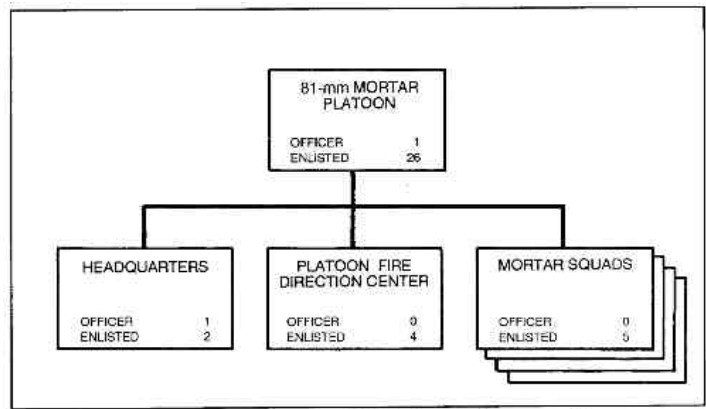 81-mm MORTAR
PLATOON
OFFICER 1
ENLISTED 26
HEADQUARTERS
OFFICER 1
ENLISTED 2
PLATOON FIRE
DIRECTION CENTER
OFFICER 0
ENLISTED 4
MORTAR SQUADS
OFFICER 0
ENLISTED 5